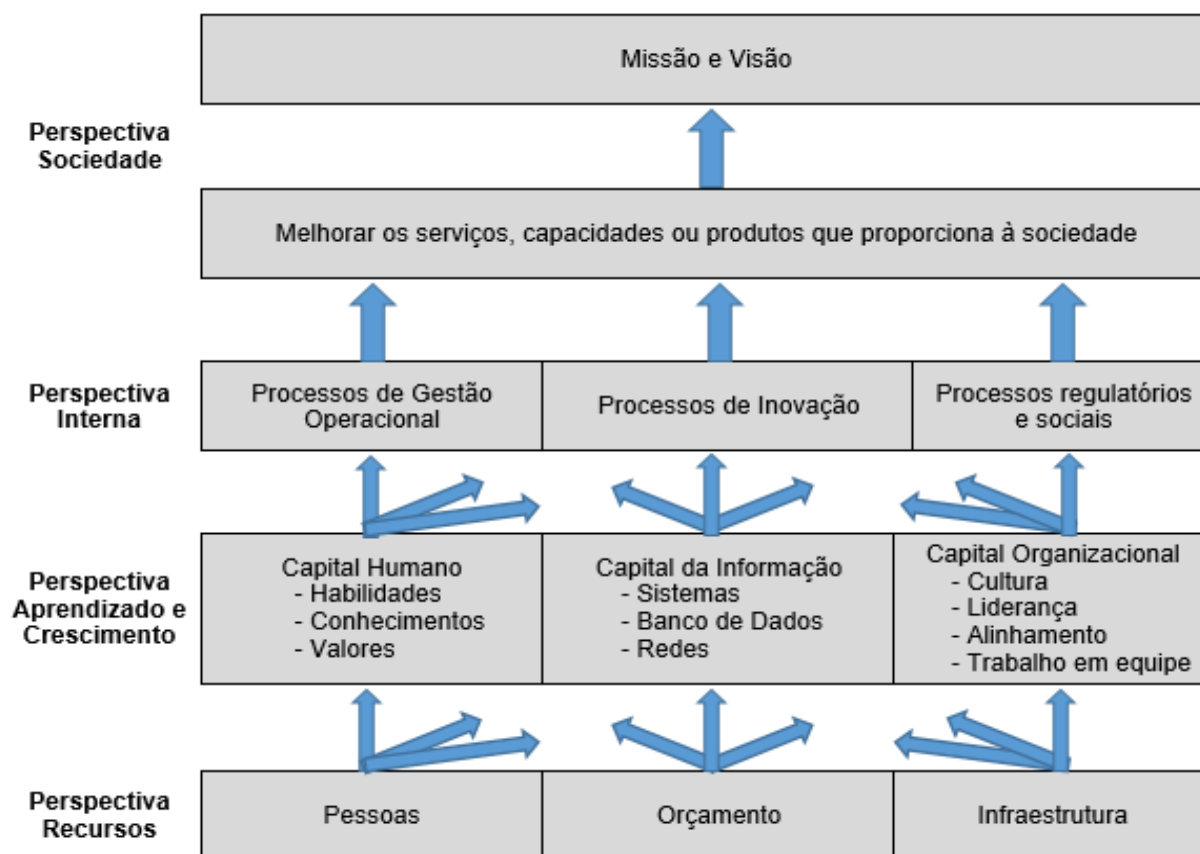 Missão e Visão
Perspectiva
Sociedade
Melhorar os serviços, capacidades ou produtos que proporciona à sociedade
Perspectiva
Interna
Processos de Gestão
Operacional
Processos de Inovação
Processos regulatórios
e sociais
Perspectiva
Aprendizado e
Crescimento
Capital Humano
- Habilidades
- Conhecimentos
- Valores
Capital da Informação
- Sistemas
- Banco de Dados
- Redes
Capital Organizacional
- Cultura
- Liderança
- Alinhamento
- Trabalho em equipe
Perspectiva
Recursos
Pessoas
Orçamento
Infraestrutura